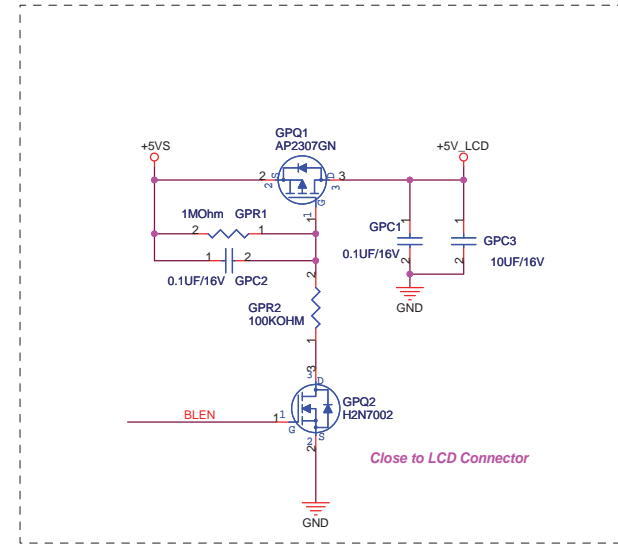 GPQ1
AP2307GN
+5VS
+5V_LCD
2
2
S
D
3
3
G
1
1
1MOhm
GPR1
2
1
1
2
0.1UF/16V
GPC2
GPC1
1
2
0.1UF/16V
1
2
GPC3
10UF/16V
GND
2
GPR2
100KOHM
1
3
3
D
GPQ2
H2N7002
BLEN
1
1
G
2
S
2
Close to LCD Connector
GND